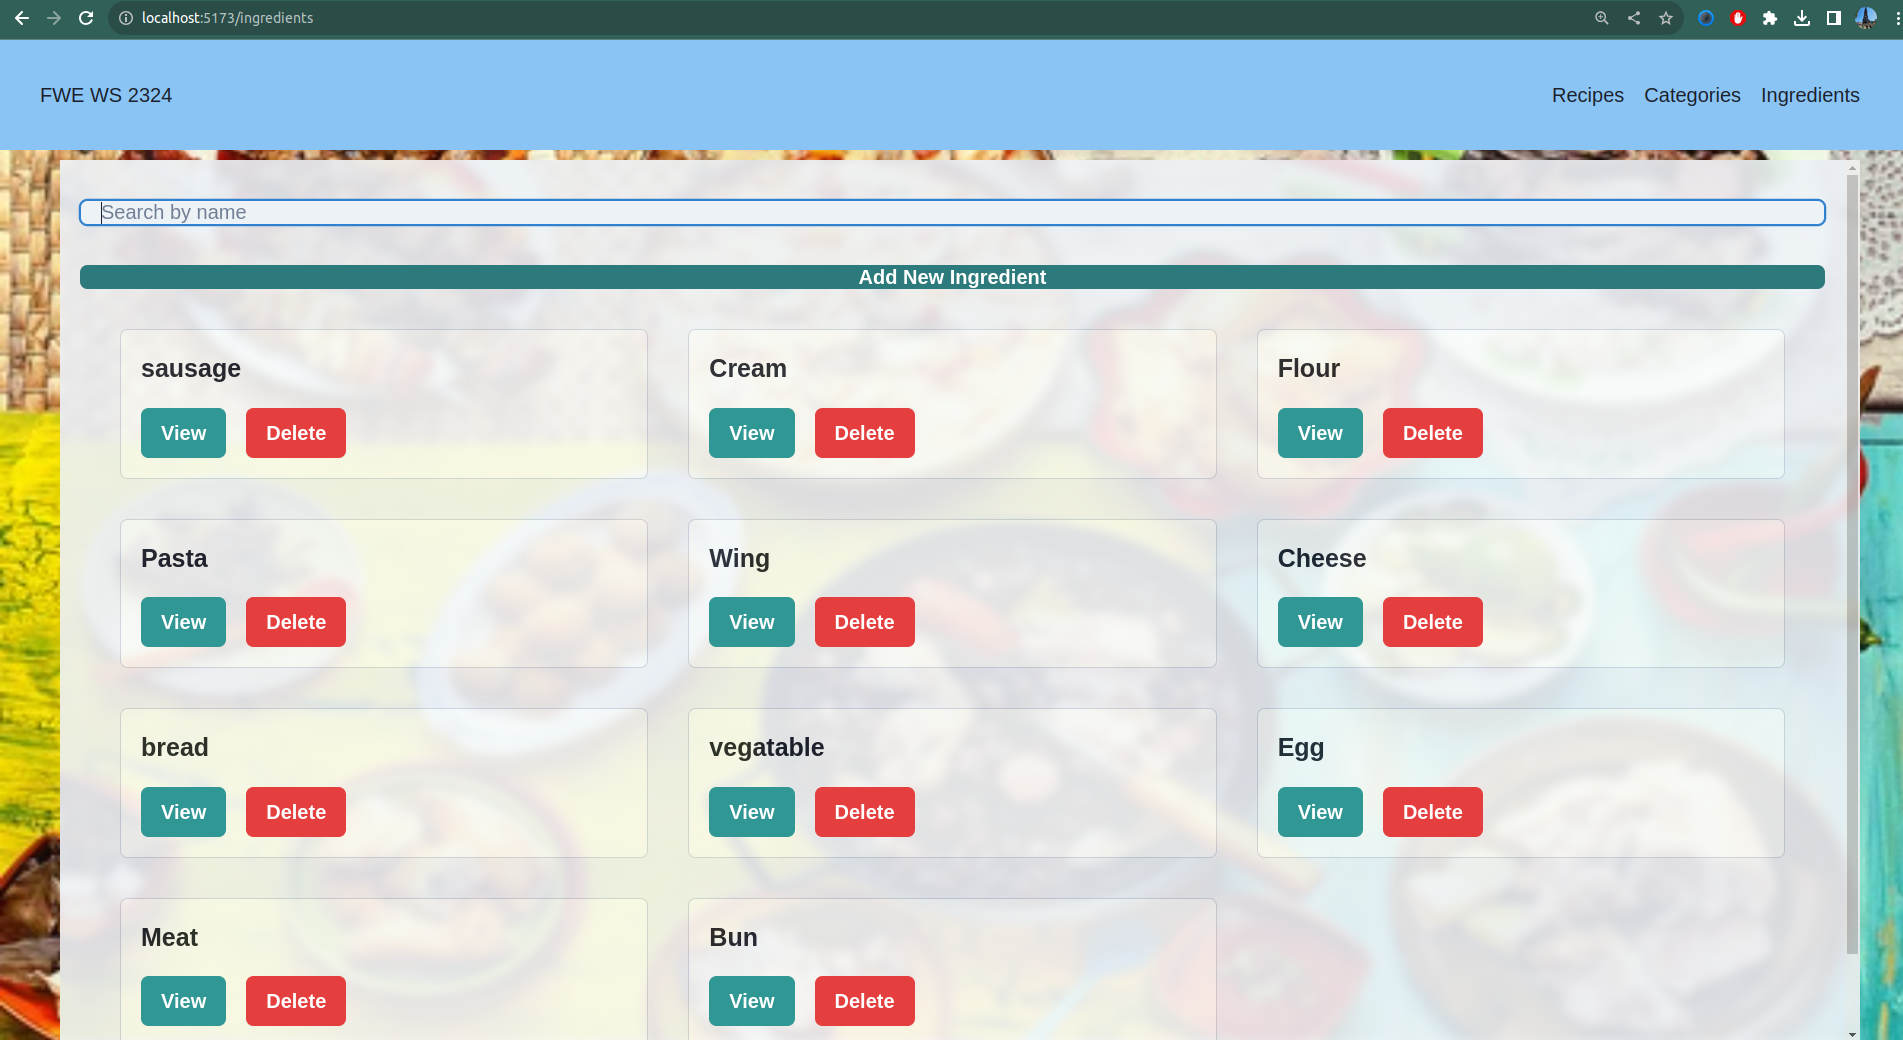 localhost:5173/ingredients
FWE WS 2324
Recipes Categories Ingredients
Search by name
Add New Ingredient
sausage
View Delete
Cream
View Delete
Flour
View Delete
Pasta
View Delete
Wing
View Delete
Cheese
View Delete
bread
View Delete
vegatable
View Delete
Egg
View Delete
Meat
View Delete
Bun
View Delete